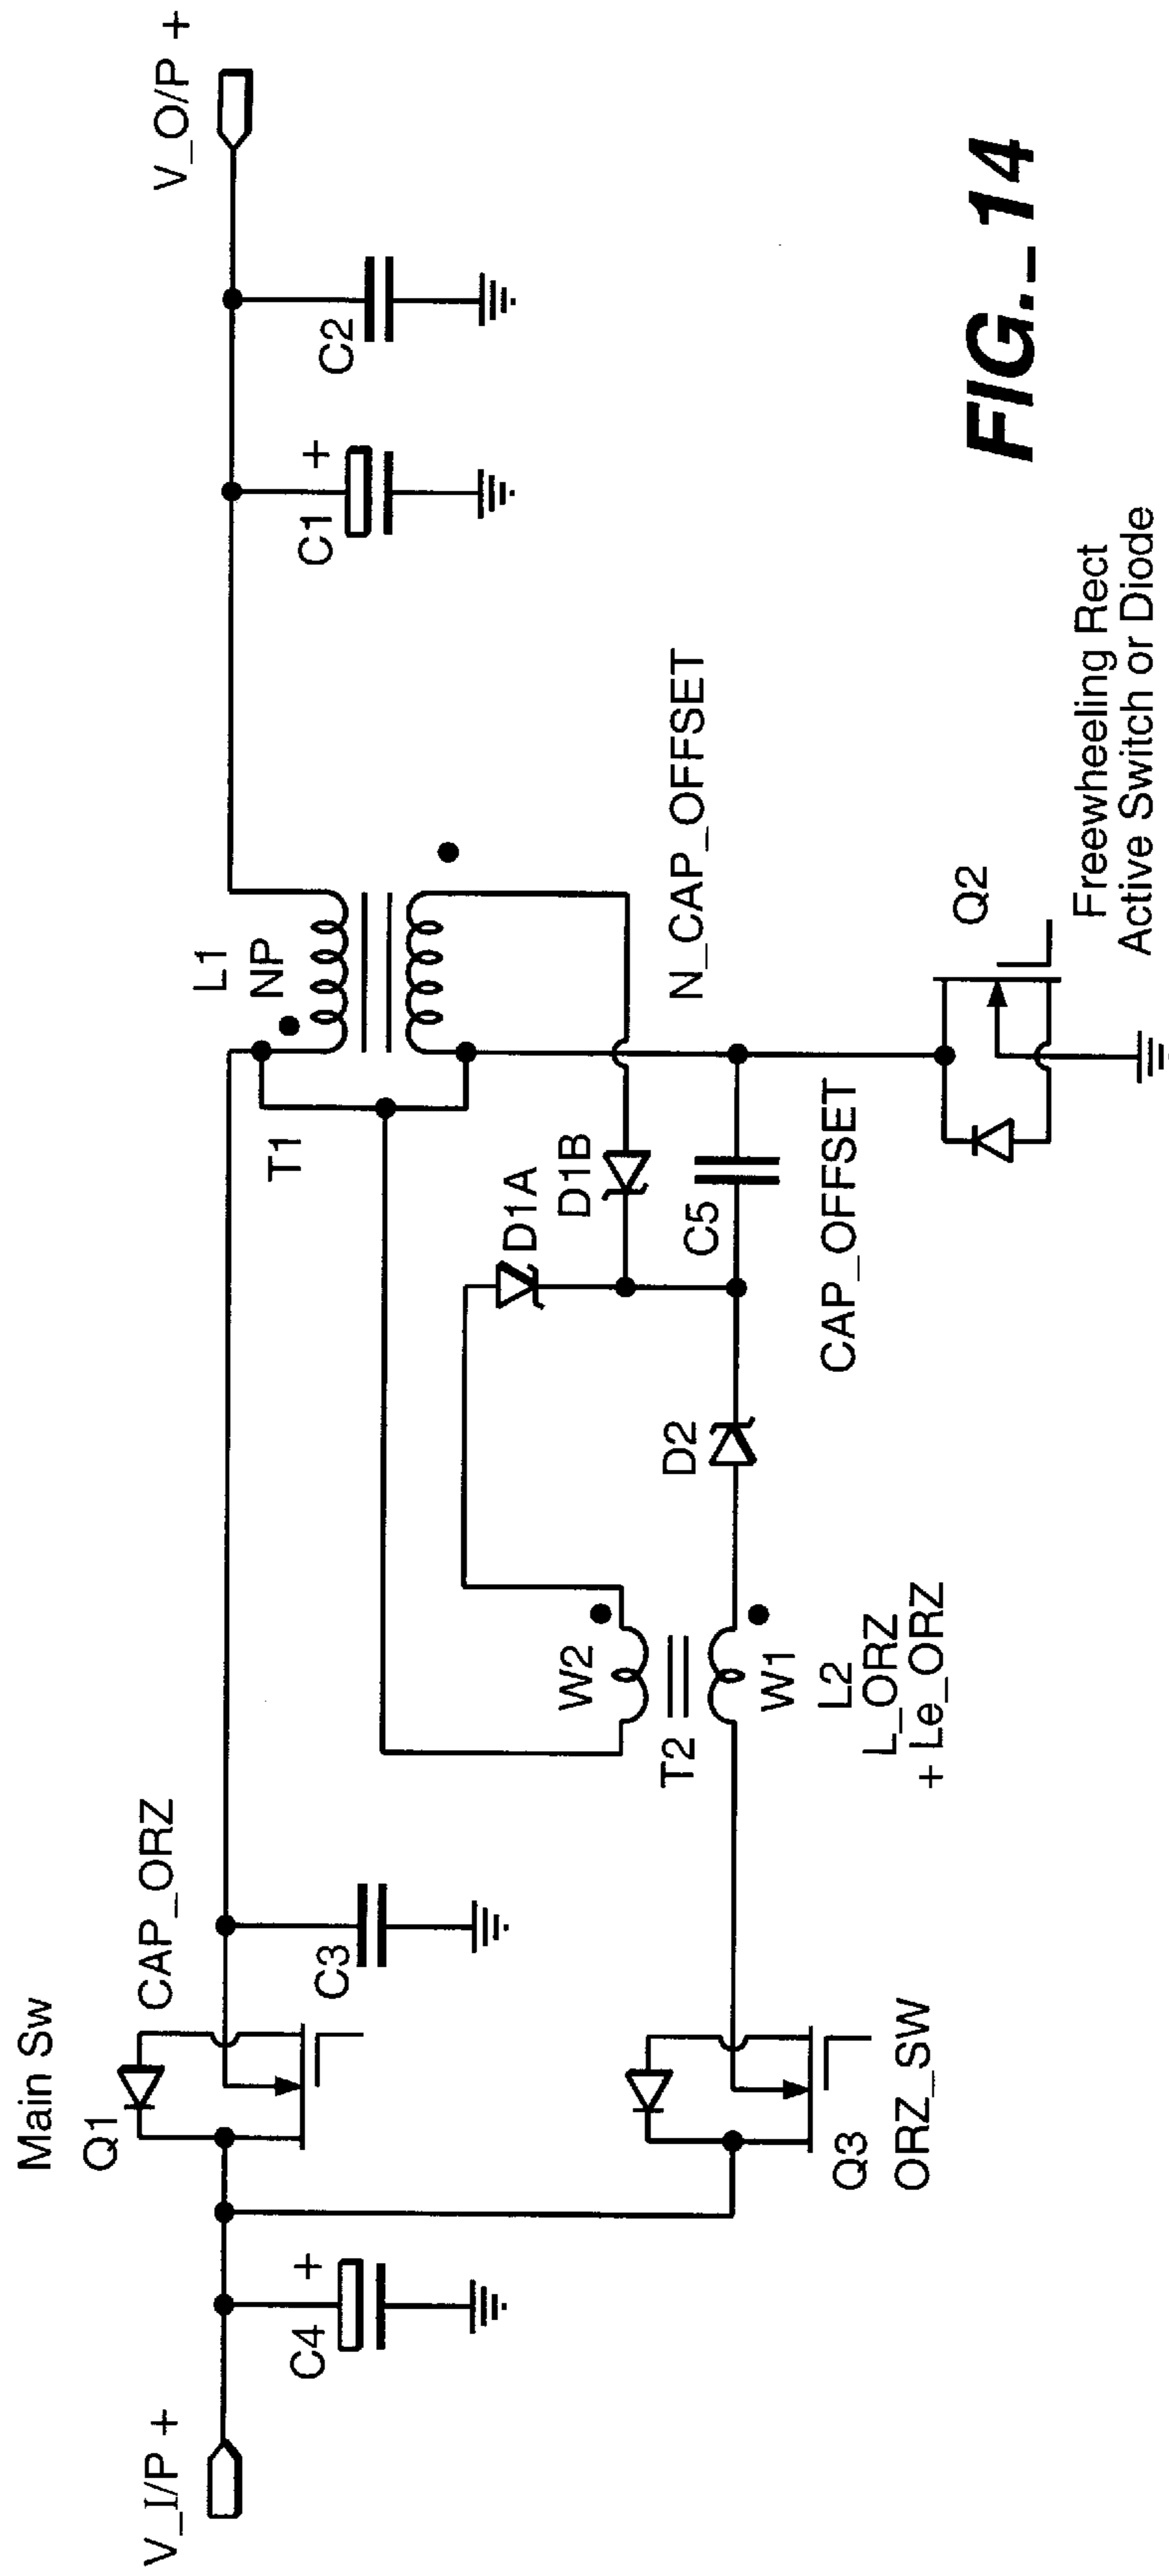 Main Sw
Q1
CAP_ORZ
V_I/P +
C4
+
C3
L1
NP
T1
V_O/P +
C1
+
C2
W2
T2
W1
L2
L_ORZ
+ Le_ORZ
D1A
D1B
D2
C5
CAP_OFFSET
N_CAP_OFFSET
Q3
ORZ_SW
Q2
Freewheeling Rect
Active Switch or Diode
FIG._14